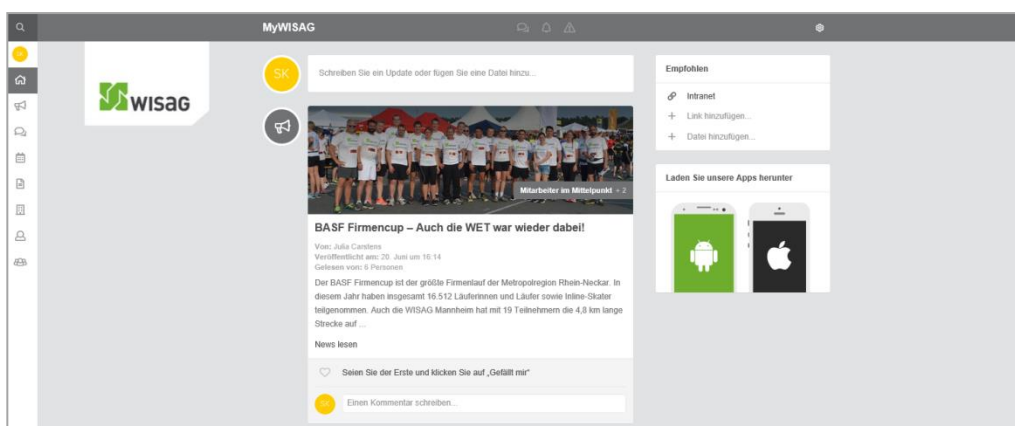 MyWISAG
SK
WISAG
SK
Schreiben Sie ein Update oder fügen Sie eine Datei hinzu...
Mitarbeiter im Mittelpunkt + 2
BASF Firmencup – Auch die WET war wieder dabei!
Von: Julia Carstens
Veröffentlicht am: 20. Juni um 16:14
Gelesen von: 5 Personen
Der BASF Firmencup ist der größte Firmenlauf der Metropolregion Rhein-Neckar. In
diesem Jahr haben insgesamt 16.512 Läuferinnen und Läufer sowie Inline-Skater
teilgenommen. Auch die WISAG Mannheim hat mit 19 Teilnehmern die 4,8 km lange
Strecke auf ...
News lesen
Seien Sie der Erste und klicken Sie auf „Gefällt mir“
SK
Einen Kommentar schreiben...
Empfohlen
Intranet
Link hinzufügen...
Datei hinzufügen...
Laden Sie unsere Apps herunter